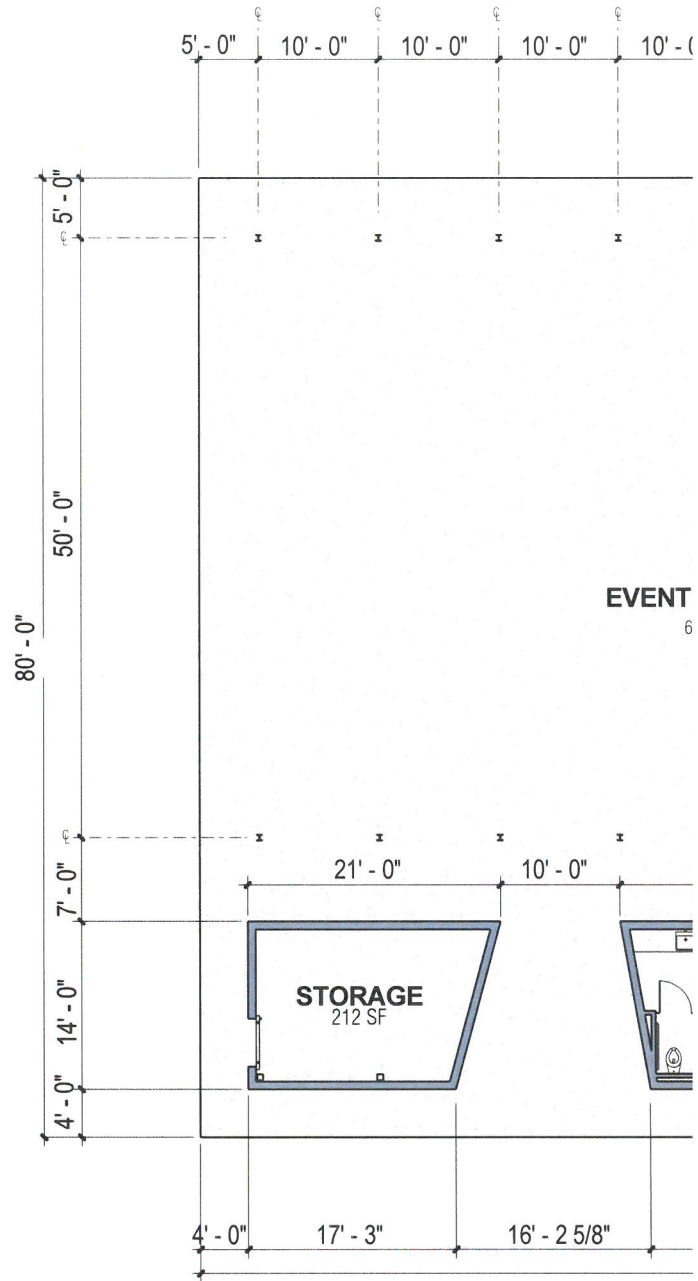 ℄ ℄ ℄ ℄
5' - 0" 10' - 0" 10' - 0" 10' - 0"
5' - 0"
℄
50' - 0"
80' - 0"
EVENT
6
℄
7' - 0"
21' - 0" 10' - 0"
14' - 0"
STORAGE
212 SF
4' - 0"
4' - 0" 17' - 3" 16' - 2 5/8"